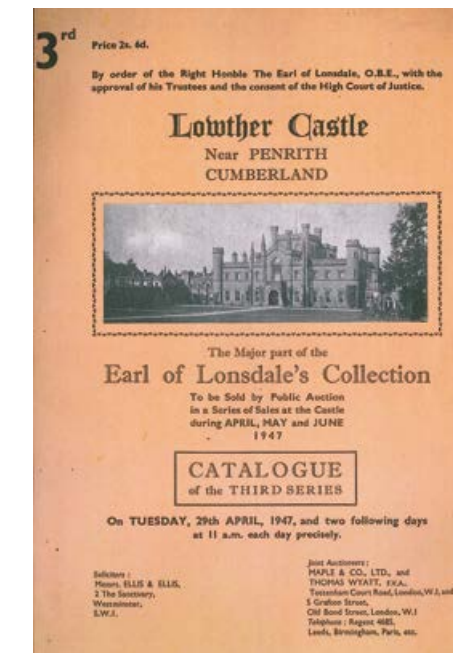 3rd
Price 2s. 6d.
By order of the Right Honble The Earl of Lonsdale, O.B.E., with the
approval of his Trustees and the consent of the High Court of Justice.
Lowther Castle
Near PENRITH
CUMBERLAND
The Major part of the
Earl of Lonsdale's Collection
To be Sold by Public Auction
in a Series of Sales at the Castle
during APRIL, MAY and JUNE
1947
CATALOGUE
of the THIRD SERIES
On TUESDAY, 29th APRIL, 1947, and two following days
at 11 a.m. each day precisely.
Solicitors :
Messrs. ELLIS & ELLIS,
2 The Sanctuary,
Westminster,
S.W.1.
Joint Auctioneers :
MAPLE & CO., LTD., and
THOMAS WYATT, F.V.A.,
Tottenham Court Road, London, W.1, and
5 Grafton Street,
Old Bond Street, London, W.1
Telephone : Regent 4685.
Leeds, Birmingham, Paris, etc.